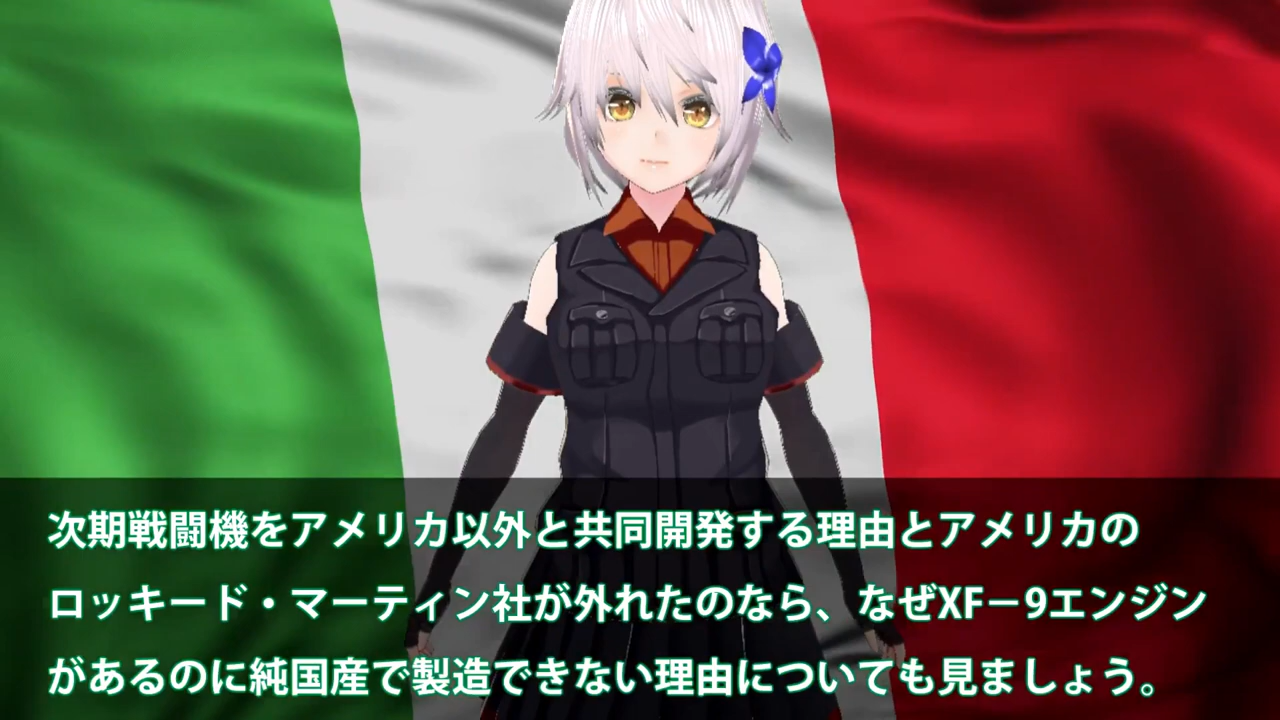 次期戦闘機をアメリカ以外と共同開発する理由とアメリカの
ロッキード・マーティン社が外れたのなら、なぜXF－9エンジン
があるのに純国産で製造できない理由についても見ましょう。